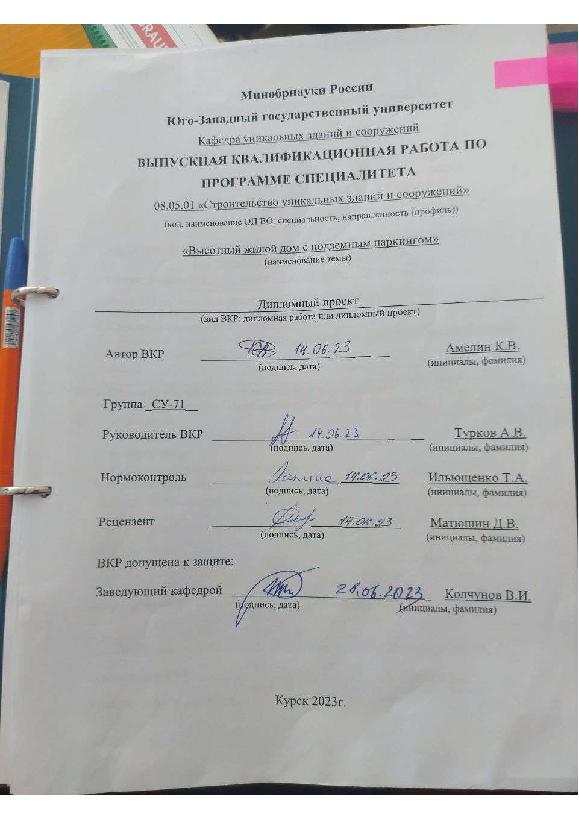 Минобрнауки России
Юго-Западный государственный университет
Кафедра уникальных зданий и сооружений
ВЫПУСКНАЯ КВАЛИФИКАЦИОННАЯ РАБОТА ПО
ПРОГРАММЕ СПЕЦИАЛИТЕТА
08.05.01 «Строительство уникальных зданий и сооружений»
(код, наименование ОП ВО: специальность, направленность (профиль))
«Высотный жилой дом с подземным паркингом»
(наименование темы)
Дипломный проект
(вид ВКР: дипломная работа или дипломный проект)
Автор ВКР 14.06.23 Амелин К.В.
(подпись, дата) (инициалы, фамилия)
Группа СУ-71
Руководитель ВКР 14.06.23 Турков А.В.
(подпись, дата) (инициалы, фамилия)
Нормоконтроль 14.06.23 Ильющенко Т.А.
(подпись, дата) (инициалы, фамилия)
Рецензент 14.06.23 Матюшин Д.В.
(подпись, дата) (инициалы, фамилия)
ВКР допущена к защите:
Заведующий кафедрой 28.06.2023 Колчунов В.И.
(подпись, дата) (инициалы, фамилия)
Курск 2023г.